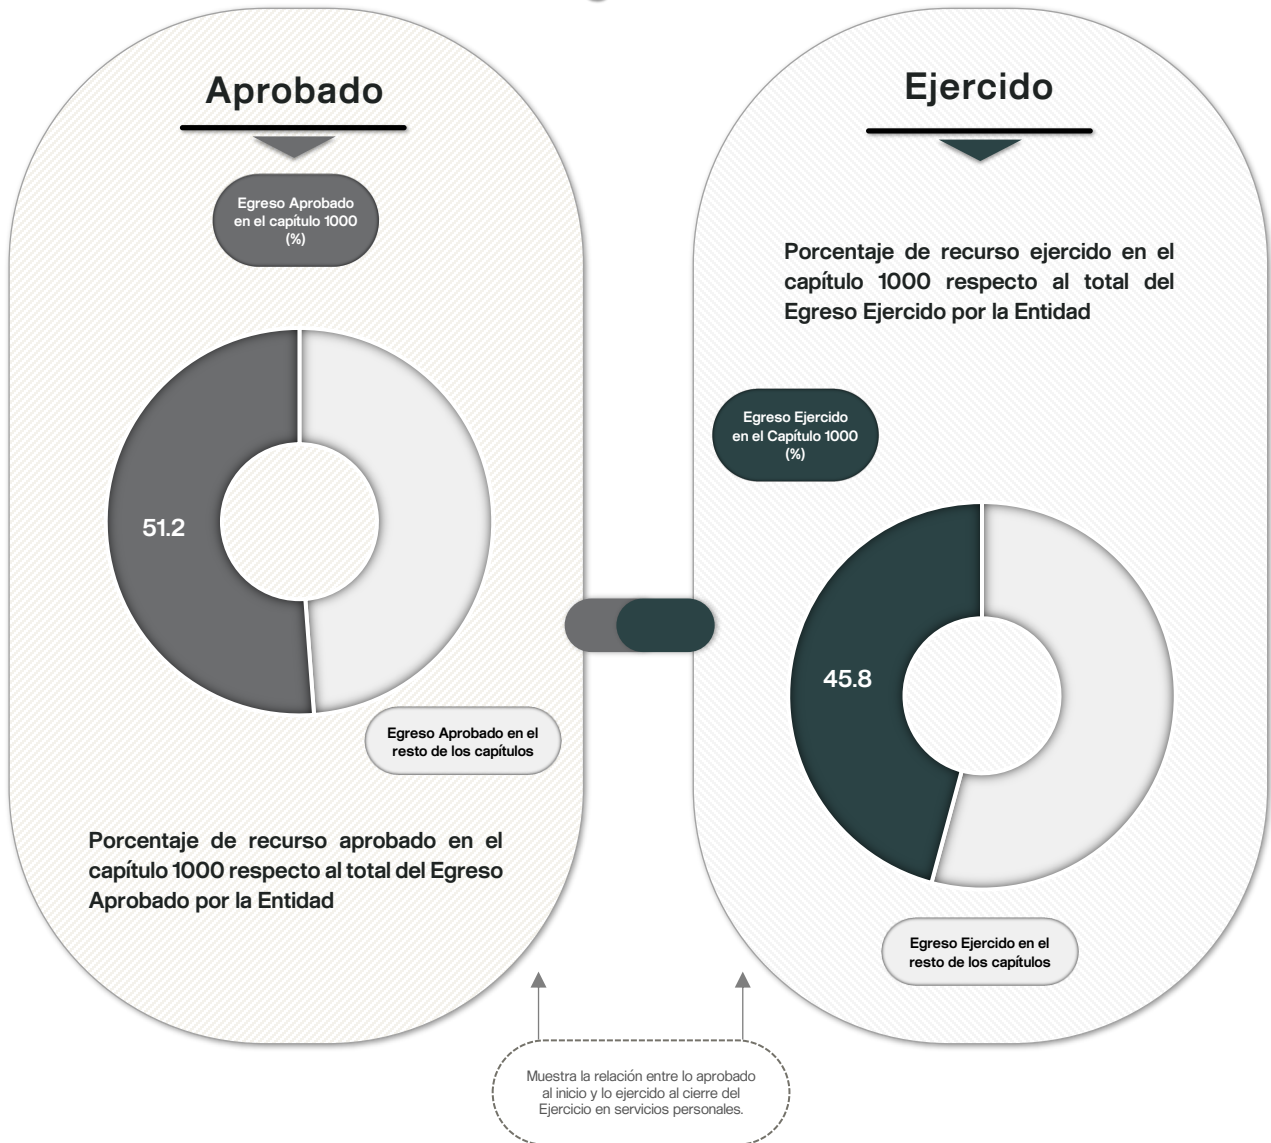 Aprobado
Egreso Aprobado
en el capítulo 1000
(%)
51.2
Egreso Aprobado en el
resto de los capítulos
Porcentaje de recurso aprobado en el
capítulo 1000 respecto al total del Egreso
Aprobado por la Entidad
Ejercido
Porcentaje de recurso ejercido en el
capítulo 1000 respecto al total del
Egreso Ejercido por la Entidad
Egreso Ejercido
en el Capítulo 1000
(%)
45.8
Egreso Ejercido en el
resto de los capítulos
Muestra la relación entre lo aprobado
al inicio y lo ejercido al cierre del
Ejercicio en servicios personales.